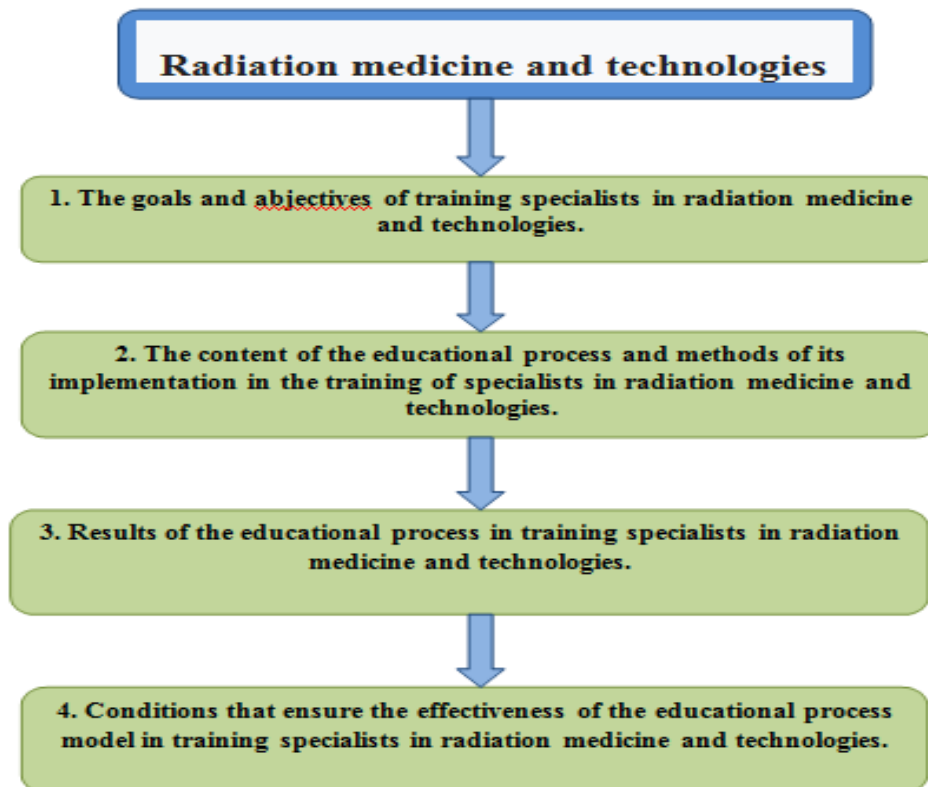 Radiation medicine and technologies
1. The goals and abjectives of training specialists in radiation medicine
and technologies.
2. The content of the educational process and methods of its
implementation in the training of specialists in radiation medicine and
technologies.
3. Results of the educational process in training specialists in radiation
medicine and technologies.
4. Conditions that ensure the effectiveness of the educational process
model in training specialists in radiation medicine and technologies.